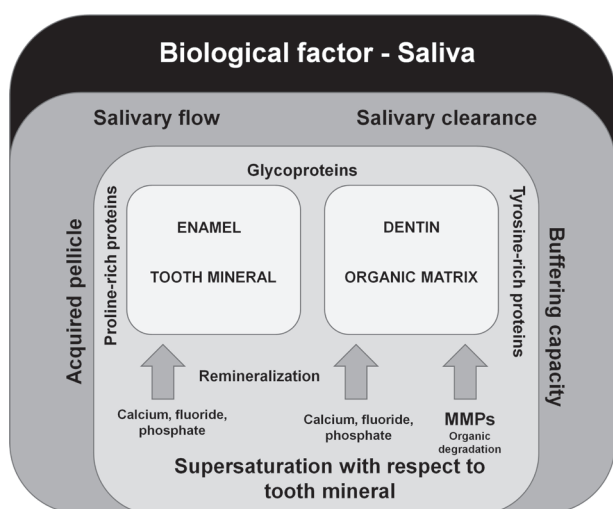 Biological factor - Saliva
Salivary flow
Salivary clearance
Acquired pellicle
Proline-rich proteins
Glycoproteins
Tyrosine-rich proteins
Buffering capacity
ENAMEL
TOOTH MINERAL
DENTIN
ORGANIC MATRIX
Remineralization
Calcium, fluoride,
phosphate
Calcium, fluoride,
phosphate
MMPs
Organic
degradation
Supersaturation with respect to
tooth mineral